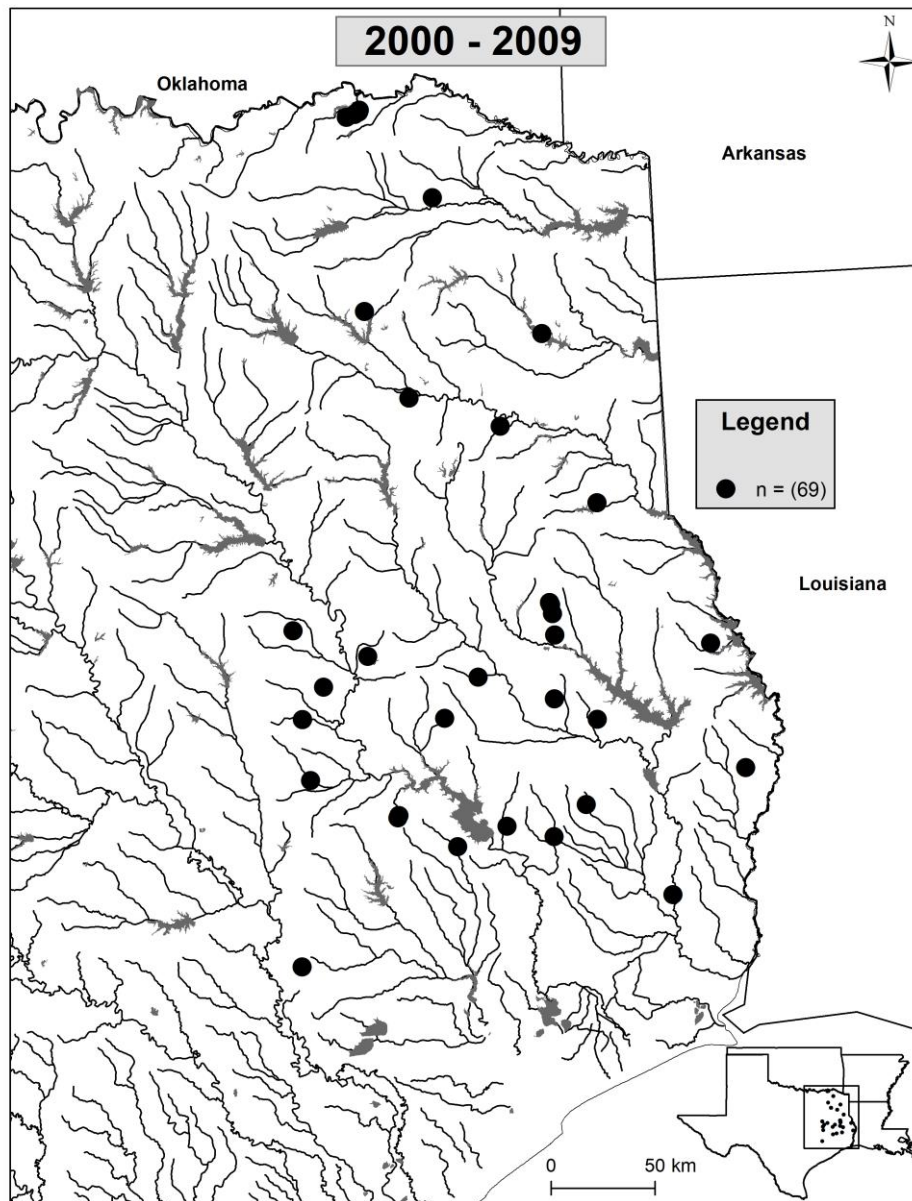 2000 - 2009
N
Oklahoma
Arkansas
Legend
n = (69)
Louisiana
0 50 km